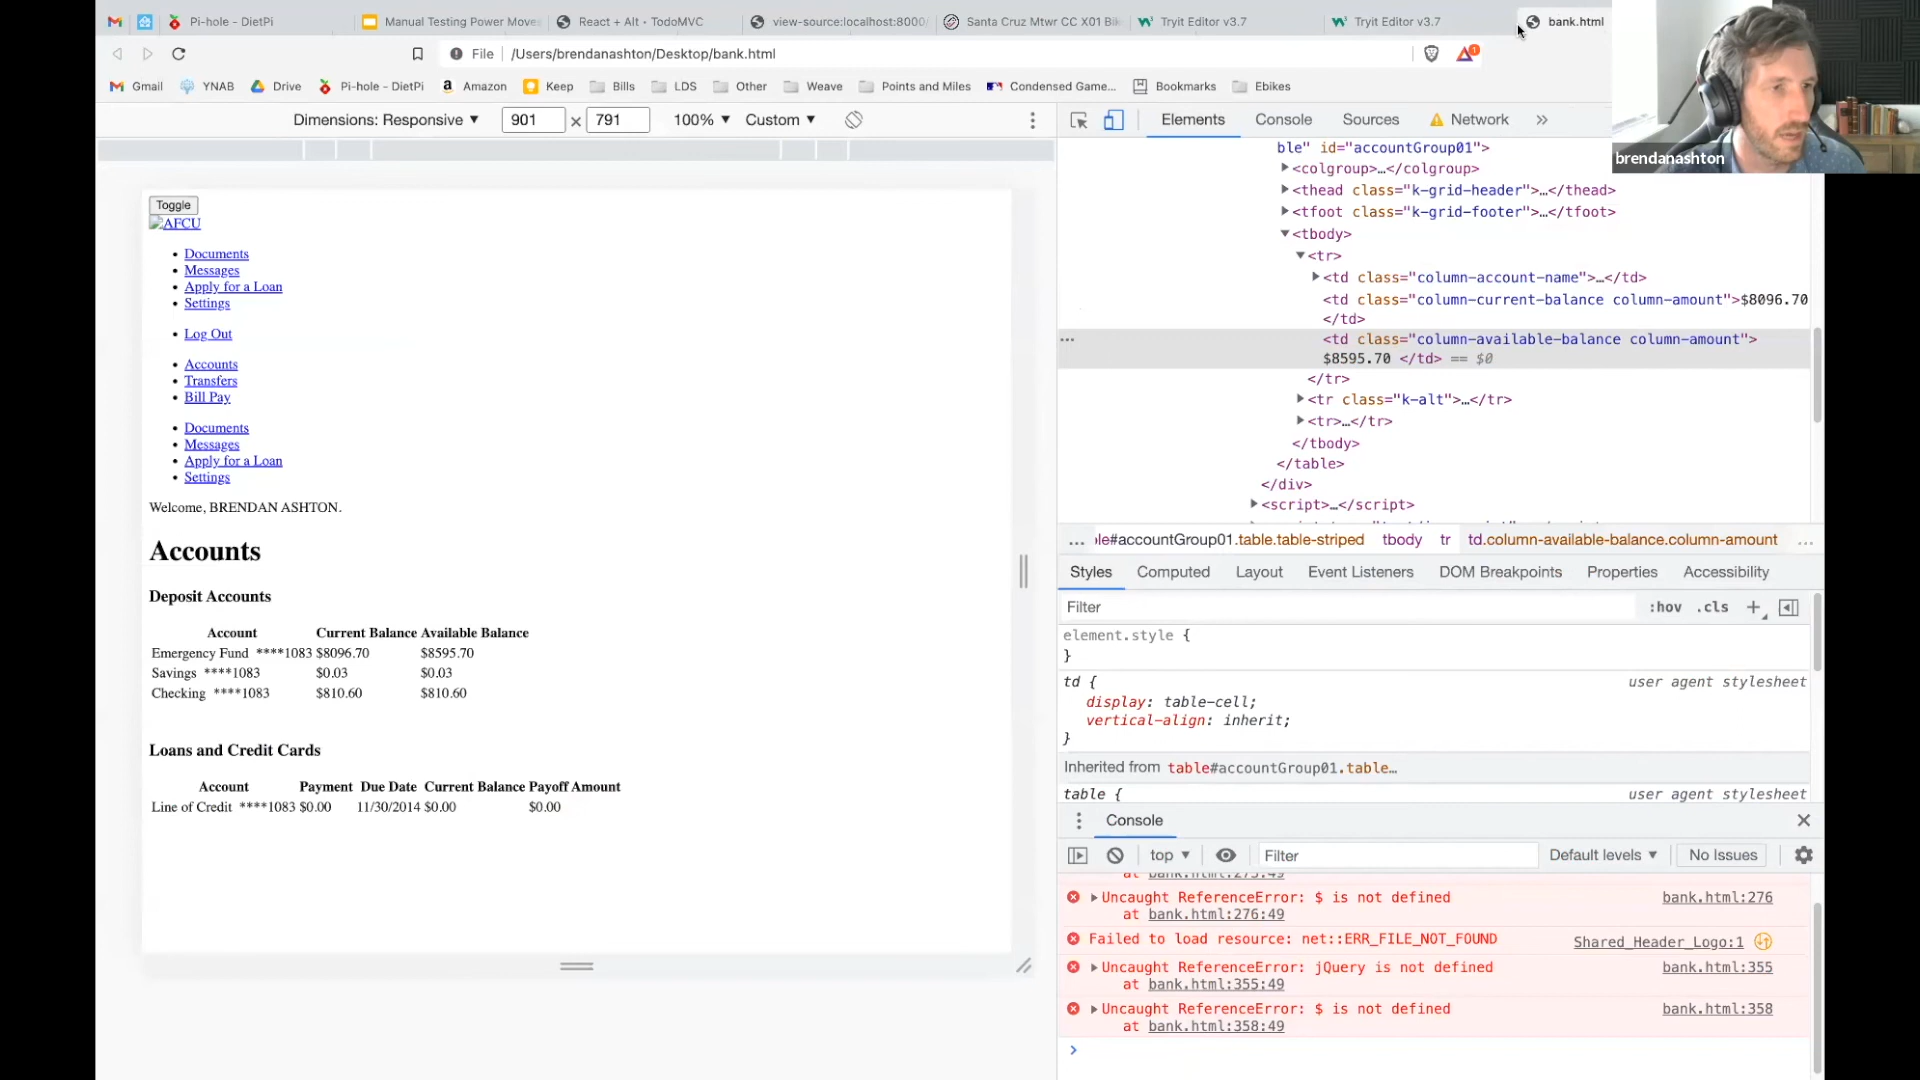 Pi-hole - DietPi
Manual Testing Power Moves
React + Alt • TodoMVC
view-source:localhost:8000/
Santa Cruz Mtwr CC X01 Bik
Tryit Editor v3.7
Tryit Editor v3.7
bank.html
File | /Users/brendanashton/Desktop/bank.html
1
Gmail YNAB Drive Pi-hole - DietPi Amazon Keep Bills LDS Other Weave Points and Miles Condensed Game... Bookmarks Ebikes
Dimensions: Responsive ▼ 901 × 791 100% ▼ Custom ▼
Elements Console Sources Network »
brendanashton
Toggle
AFCU
• Documents
• Messages
• Apply for a Loan
• Settings
• Log Out
• Accounts
• Transfers
• Bill Pay
• Documents
• Messages
• Apply for a Loan
• Settings
Welcome, BRENDAN ASHTON.
Accounts
Deposit Accounts
Account Current Balance Available Balance
Emergency Fund ****1083 $8096.70 $8595.70
Savings ****1083 $0.03 $0.03
Checking ****1083 $810.60 $810.60
Loans and Credit Cards
Account Payment Due Date Current Balance Payoff Amount
Line of Credit ****1083 $0.00 11/30/2014 $0.00 $0.00
ble" id="accountGroup01">
▶<colgroup>…</colgroup>
▶<thead class="k-grid-header">…</thead>
▶<tfoot class="k-grid-footer">…</tfoot>
▼<tbody>
▼<tr>
▶<td class="column-account-name">…</td>
<td class="column-current-balance column-amount">$8096.70
</td>
<td class="column-available-balance column-amount">
$8595.70 </td> == $0
</tr>
▶<tr class="k-alt">…</tr>
▶<tr>…</tr>
</tbody>
</table>
</div>
▶<script>…</script>
… ble#accountGroup01.table.table-striped tbody tr td.column-available-balance.column-amount …
Styles Computed Layout Event Listeners DOM Breakpoints Properties Accessibility
Filter :hov .cls +
element.style {
}
td { user agent stylesheet
display: table-cell;
vertical-align: inherit;
}
Inherited from table#accountGroup01.table…
table { user agent stylesheet
Console
top ▼ Filter Default levels ▼ No Issues
at bank.html:275:49
▶Uncaught ReferenceError: $ is not defined bank.html:276
at bank.html:276:49
Failed to load resource: net::ERR_FILE_NOT_FOUND Shared_Header_Logo:1
▶Uncaught ReferenceError: jQuery is not defined bank.html:355
at bank.html:355:49
▶Uncaught ReferenceError: $ is not defined bank.html:358
at bank.html:358:49
>